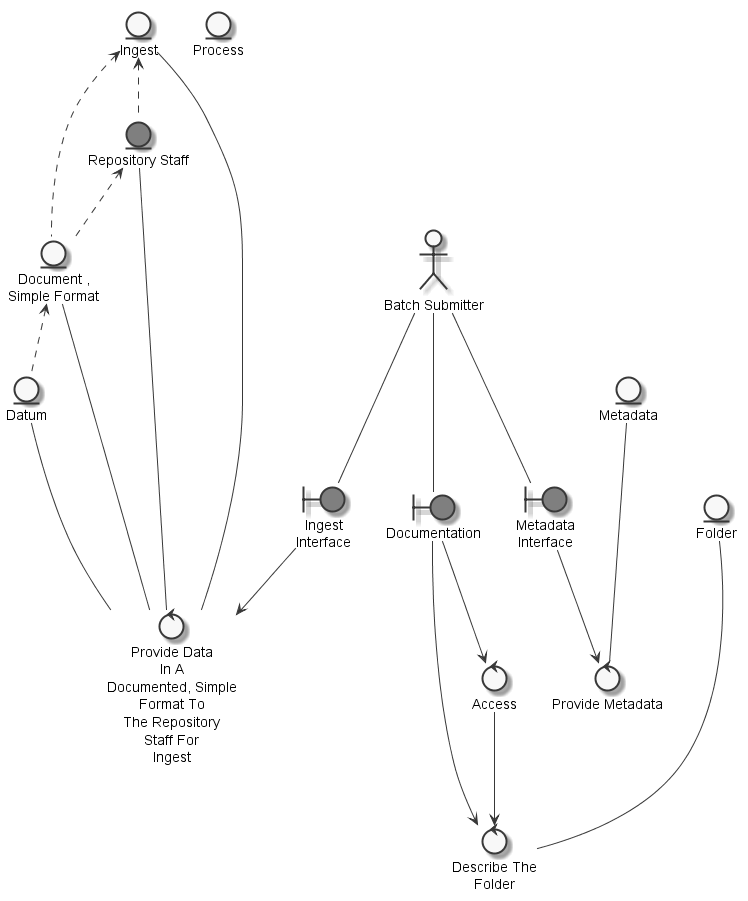 Ingest
Process
Repository Staff
Document ,
Simple Format
Batch Submitter
Datum
Metadata
Ingest
Interface
Documentation
Metadata
Interface
Folder
Provide Data
In A
Documented, Simple
Format To
The Repository
Staff For
Ingest
Access
Provide Metadata
Describe The
Folder